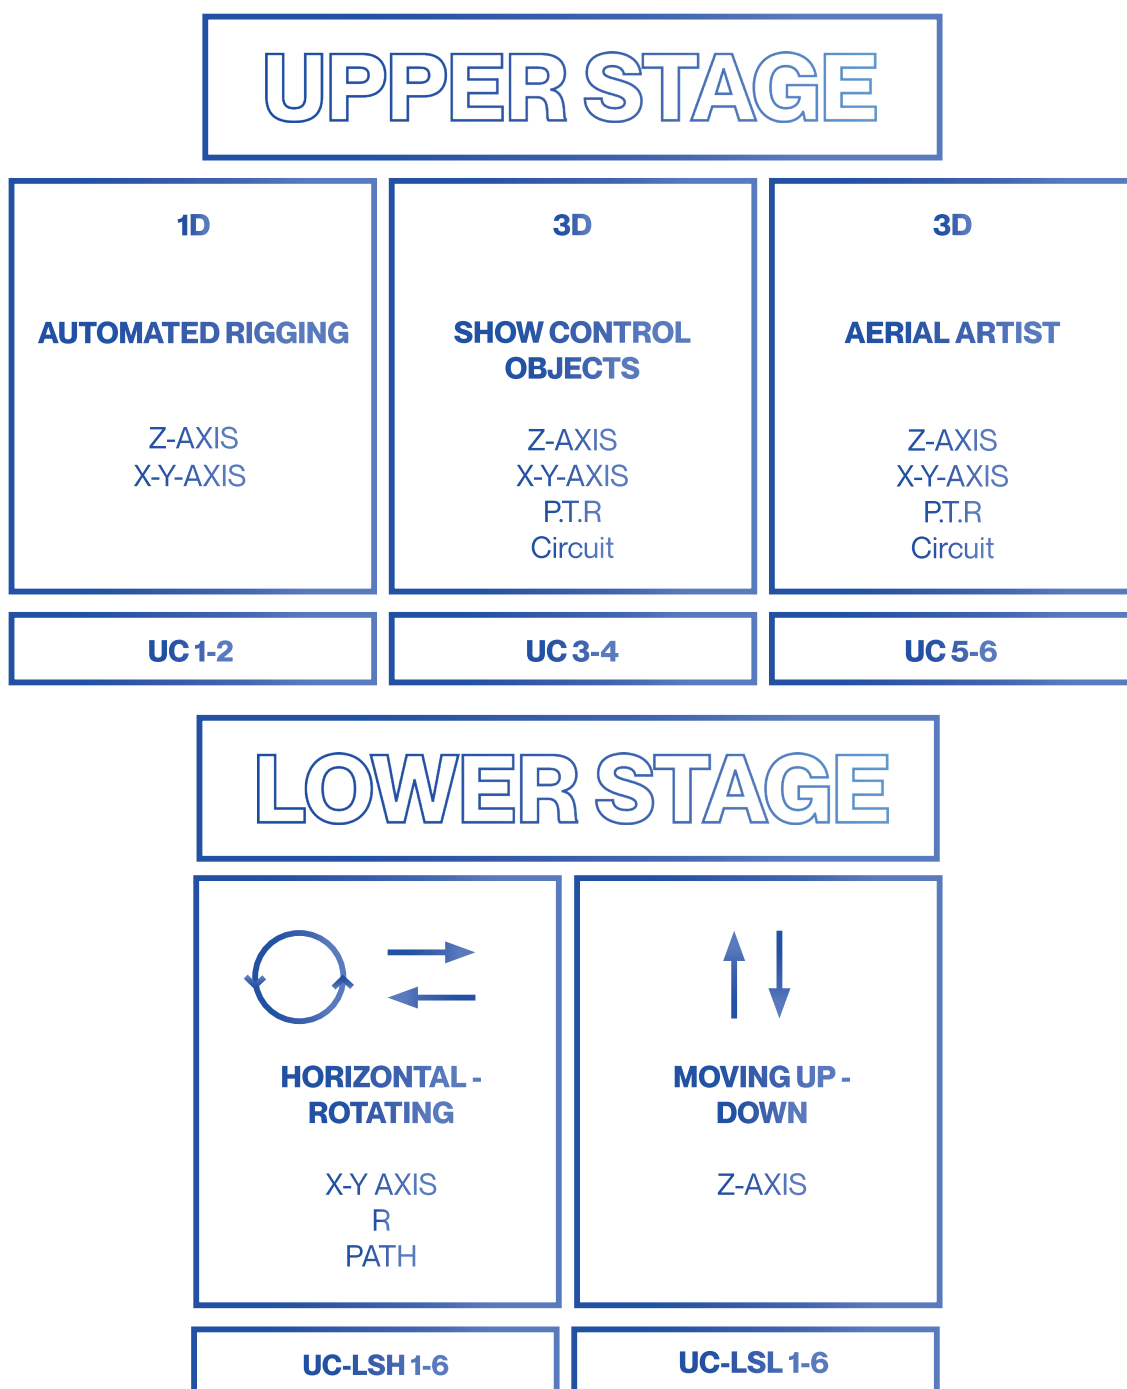 UPPER STAGE
1D
AUTOMATED RIGGING
Z-AXIS
X-Y-AXIS
UC 1-2
3D
SHOW CONTROL
OBJECTS
Z-AXIS
X-Y-AXIS
P.T.R
Circuit
UC 3-4
3D
AERIAL ARTIST
Z-AXIS
X-Y-AXIS
P.T.R
Circuit
UC 5-6
LOWER STAGE
HORIZONTAL -
ROTATING
X-Y AXIS
R
PATH
UC-LSH 1-6
MOVING UP -
DOWN
Z-AXIS
UC-LSL 1-6